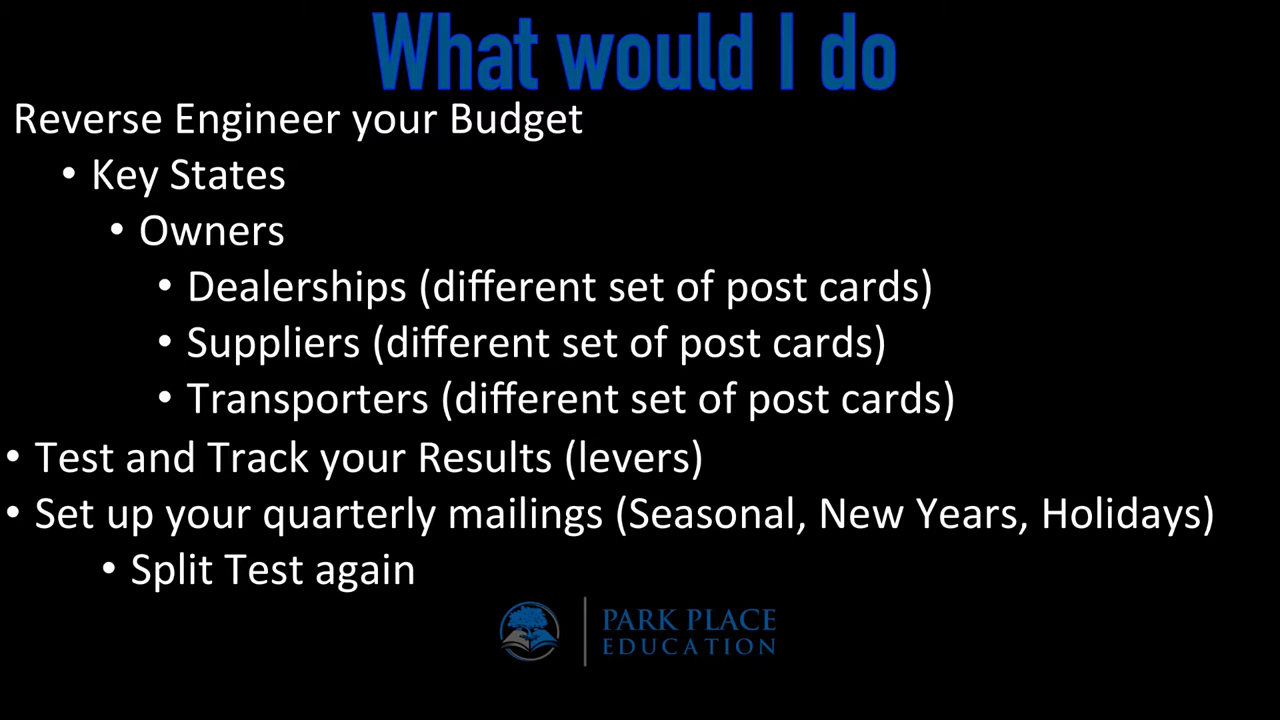 What would I do
Reverse Engineer your Budget
• Key States
• Owners
• Dealerships (different set of post cards)
• Suppliers (different set of post cards)
• Transporters (different set of post cards)
• Test and Track your Results (levers)
• Set up your quarterly mailings (Seasonal, New Years, Holidays)
• Split Test again
PARK PLACE
EDUCATION